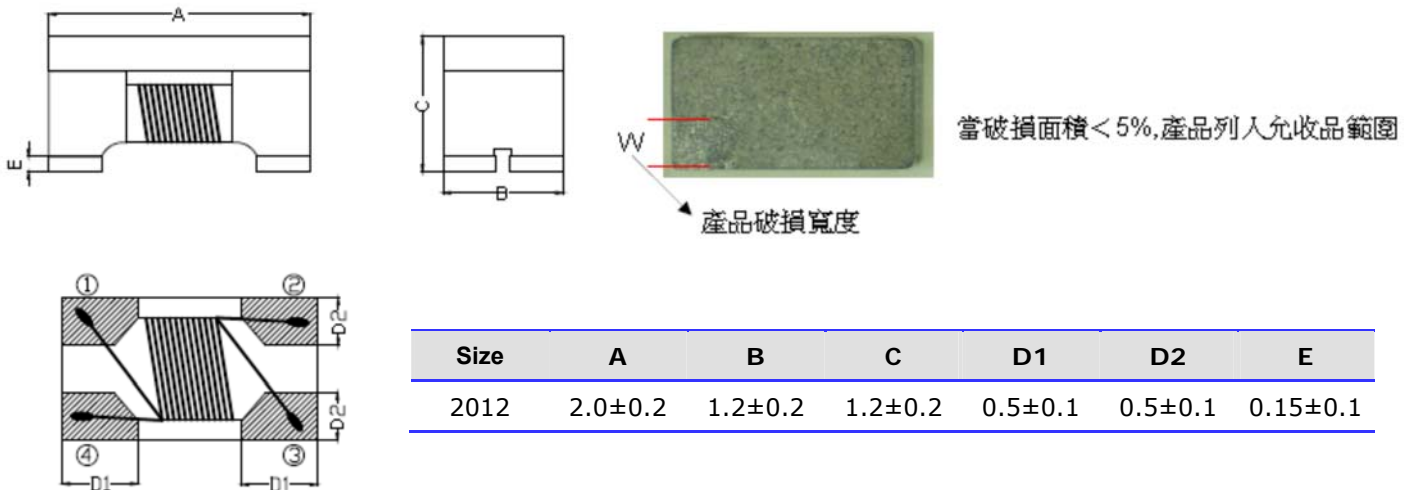 A
E
C
B
W
產品破損寬度
當破損面積＜5%,產品列入允收品範圍
① ②
D2
D2
④ ③
D1 D1
Size A B C D1 D2 E
2012 2.0±0.2 1.2±0.2 1.2±0.2 0.5±0.1 0.5±0.1 0.15±0.1